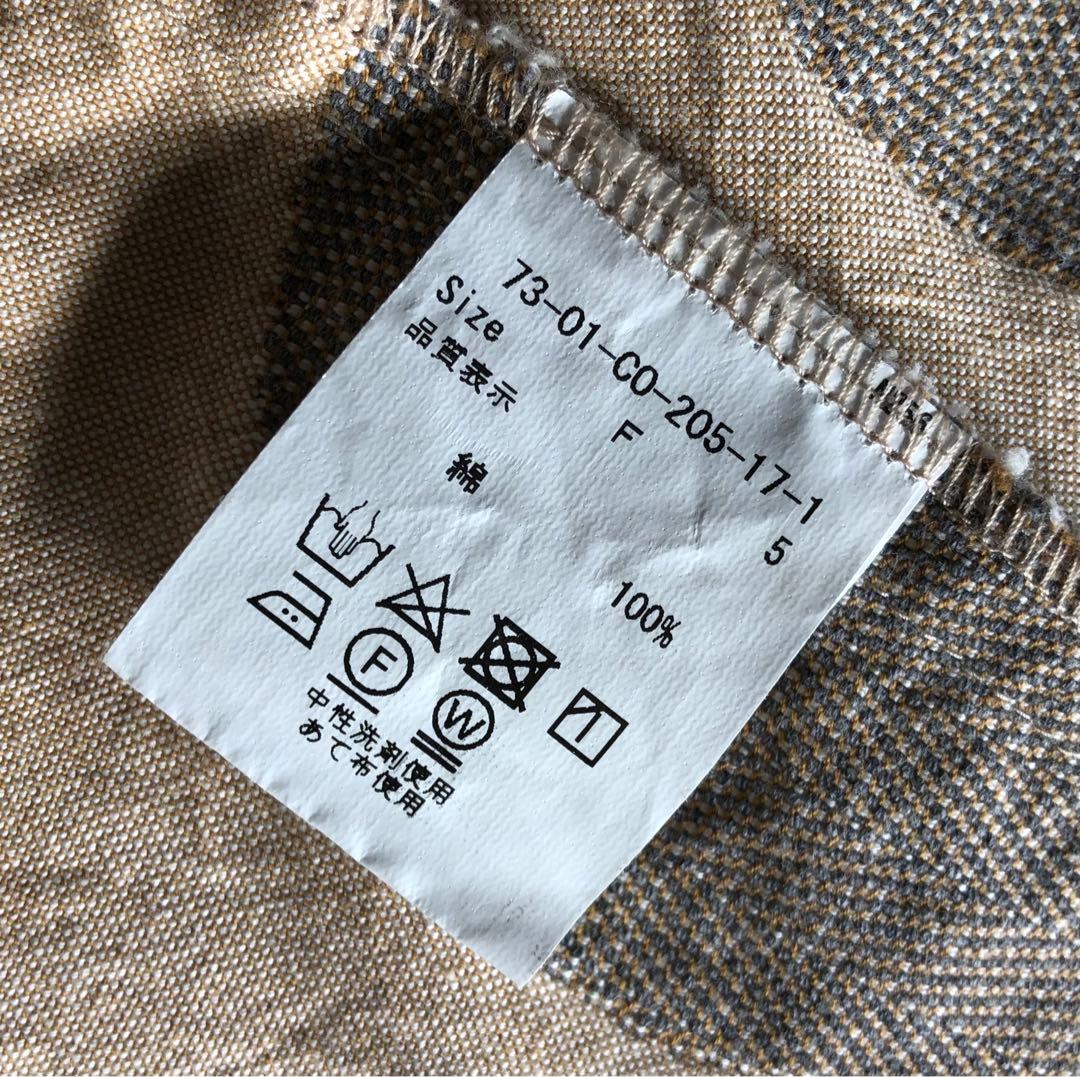 73-01-CO-205-17-1
Size F 5
品質表示
綿 100%
F
W
中性洗剤使用
あて布使用